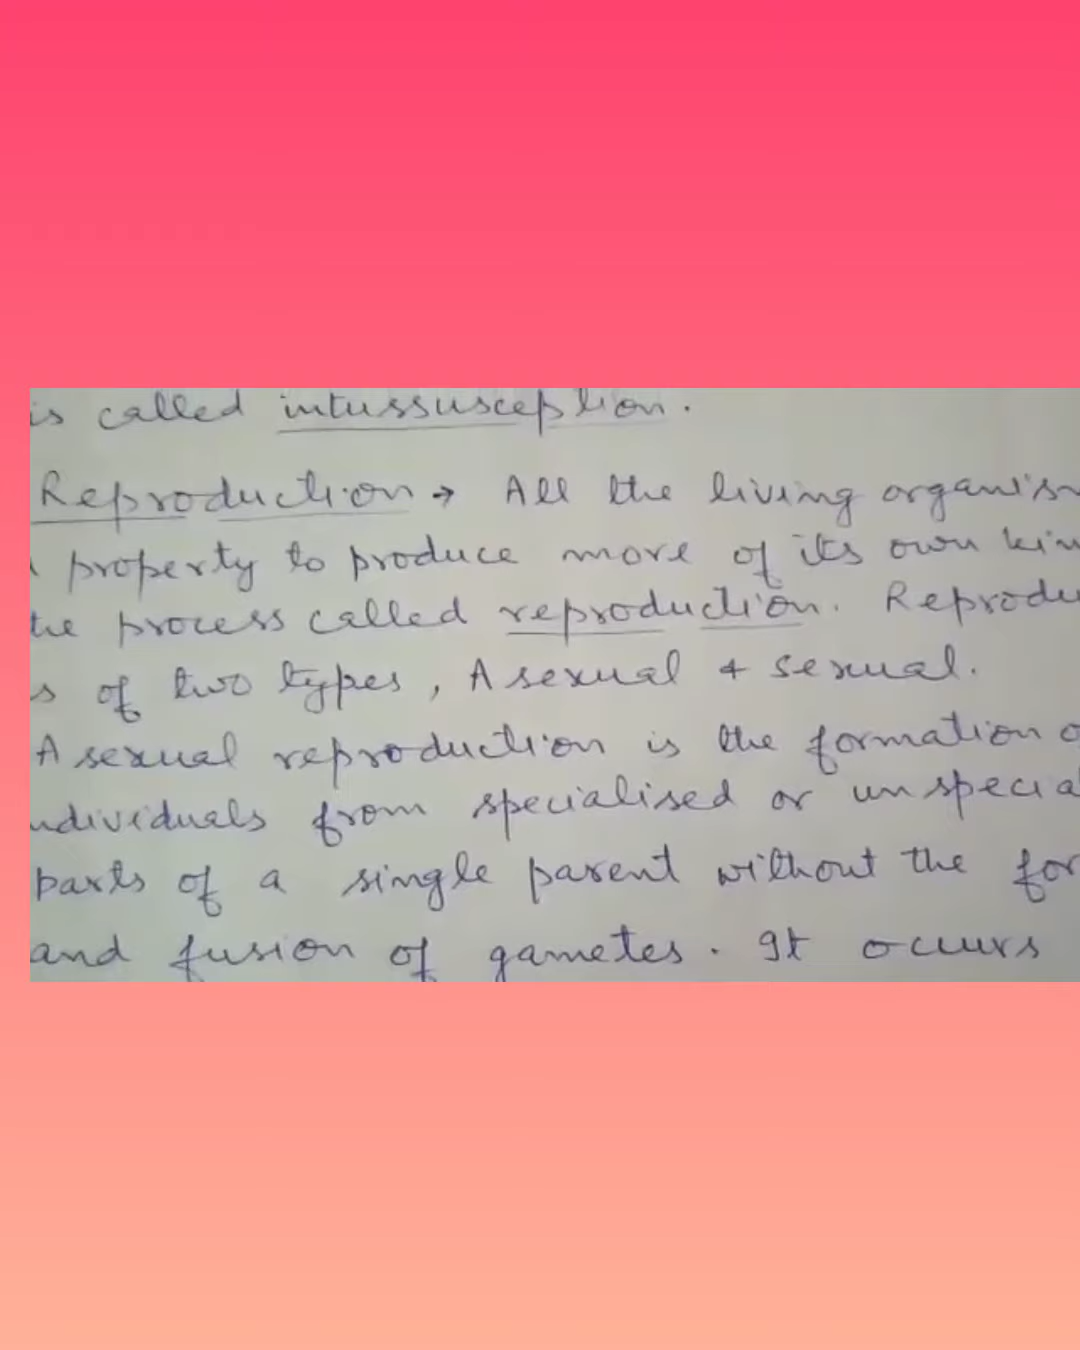 is called intussusception.
Reproduction → All the living organis
property to produce more of its own kin
the process called reproduction. Reprodu
s of two types, Asexual & sexual.
Asexual reproduction is the formation o
ndividuals from specialised or unspecia
parts of a single parent without the for
and fusion of gametes. It occurs